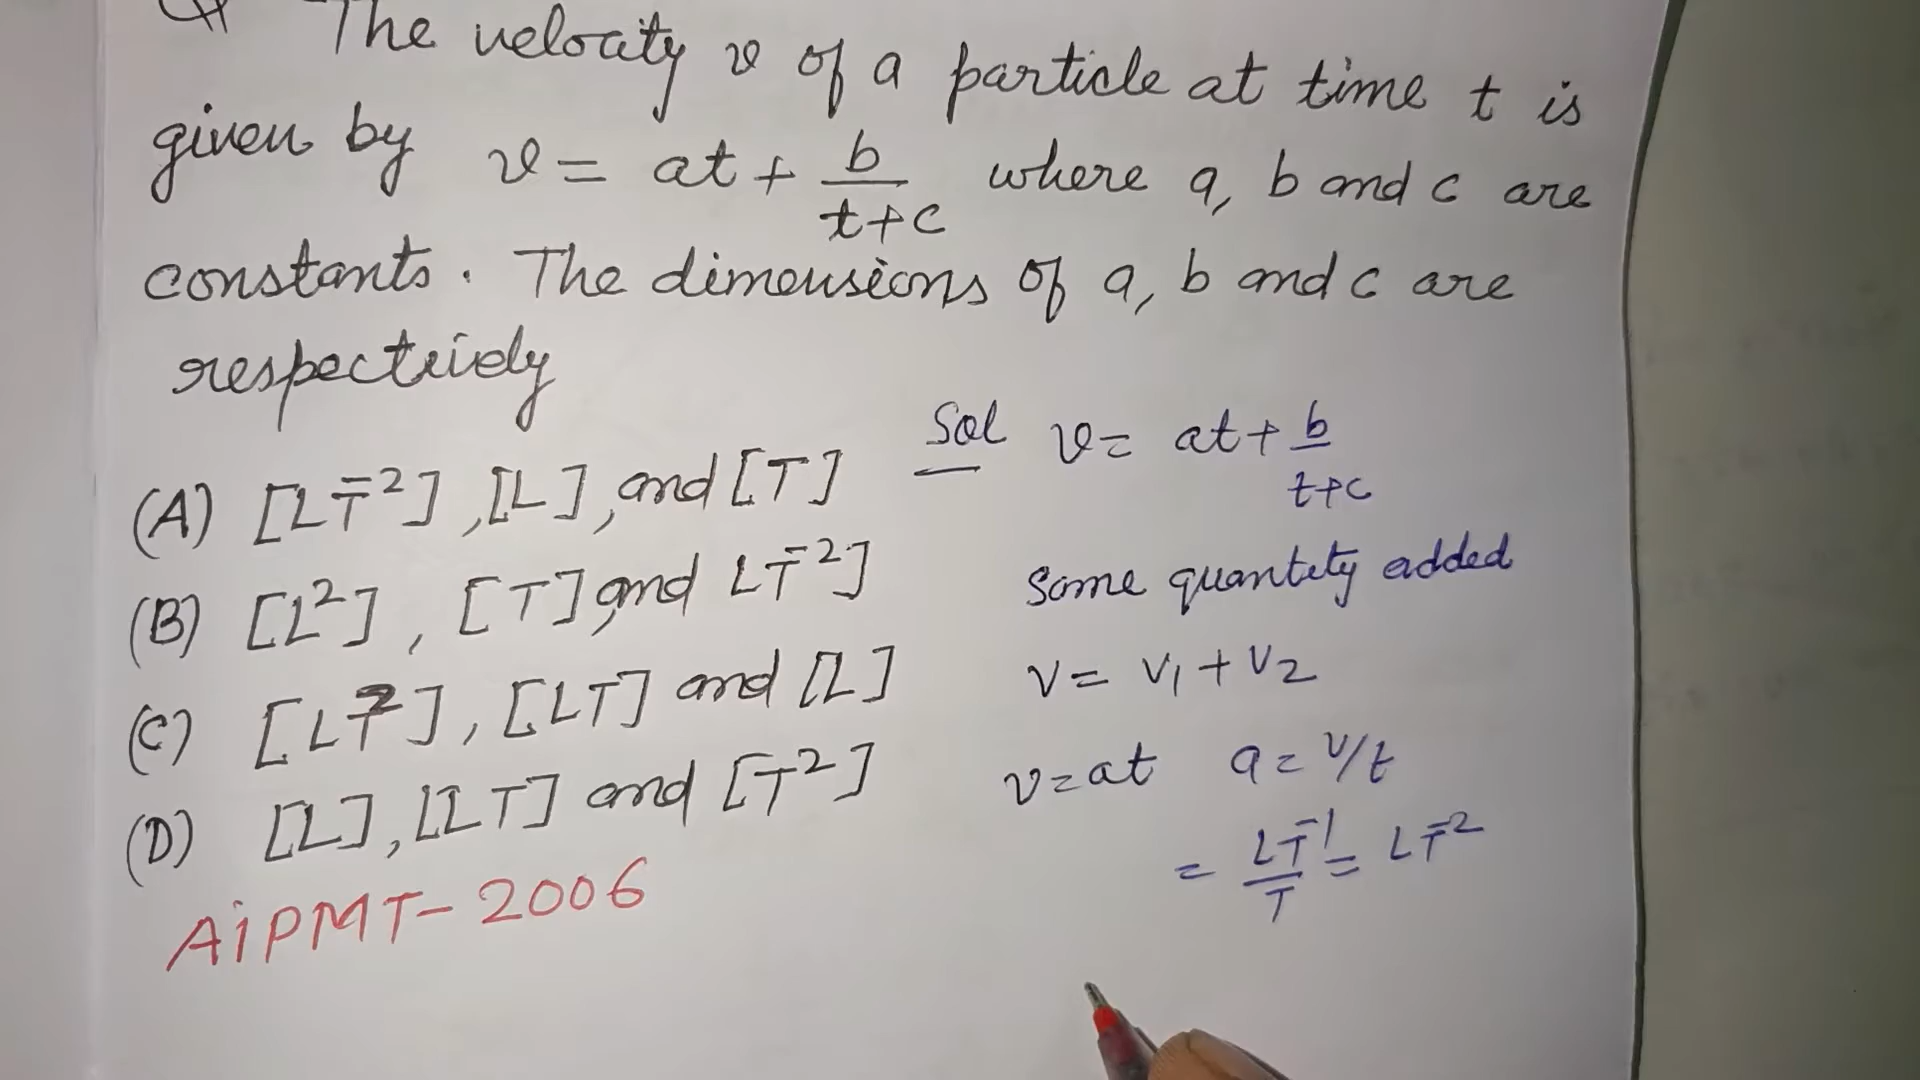 Q The velocity v of a particle at time t is
given by v = at + b/(t+c) where a, b and c are
constants. The dimensions of a, b and c are
respectively
(A) [LT⁻²], [L], and [T]
(B) [L²], [T] and LT⁻²]
(C) [LT²], [LT] and [L]
(D) [L], [LT] and [T²]
AiPMT-2006
Sol v = at + b/(t+c)
Same quantity added
v = v₁ + v₂
v = at a = v/t
= LT⁻¹/T = LT⁻²